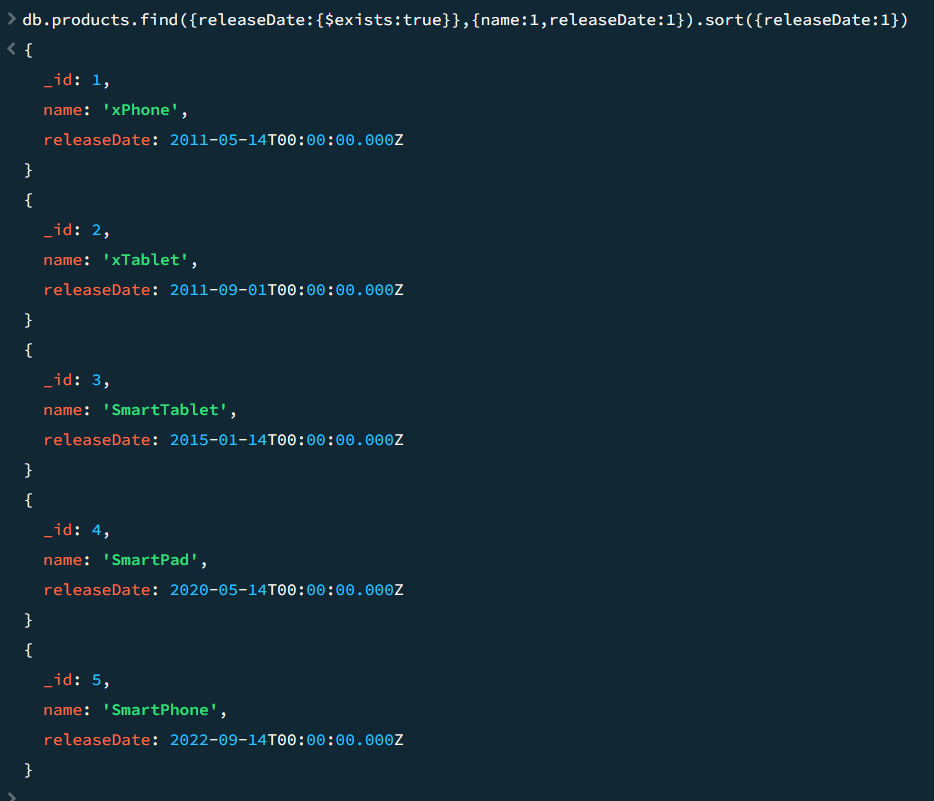 > db.products.find({releaseDate:{$exists:true}},{name:1,releaseDate:1}).sort({releaseDate:1})
< {
_id: 1,
name: 'xPhone',
releaseDate: 2011-05-14T00:00:00.000Z
}
{
_id: 2,
name: 'xTablet',
releaseDate: 2011-09-01T00:00:00.000Z
}
{
_id: 3,
name: 'SmartTablet',
releaseDate: 2015-01-14T00:00:00.000Z
}
{
_id: 4,
name: 'SmartPad',
releaseDate: 2020-05-14T00:00:00.000Z
}
{
_id: 5,
name: 'SmartPhone',
releaseDate: 2022-09-14T00:00:00.000Z
}
>